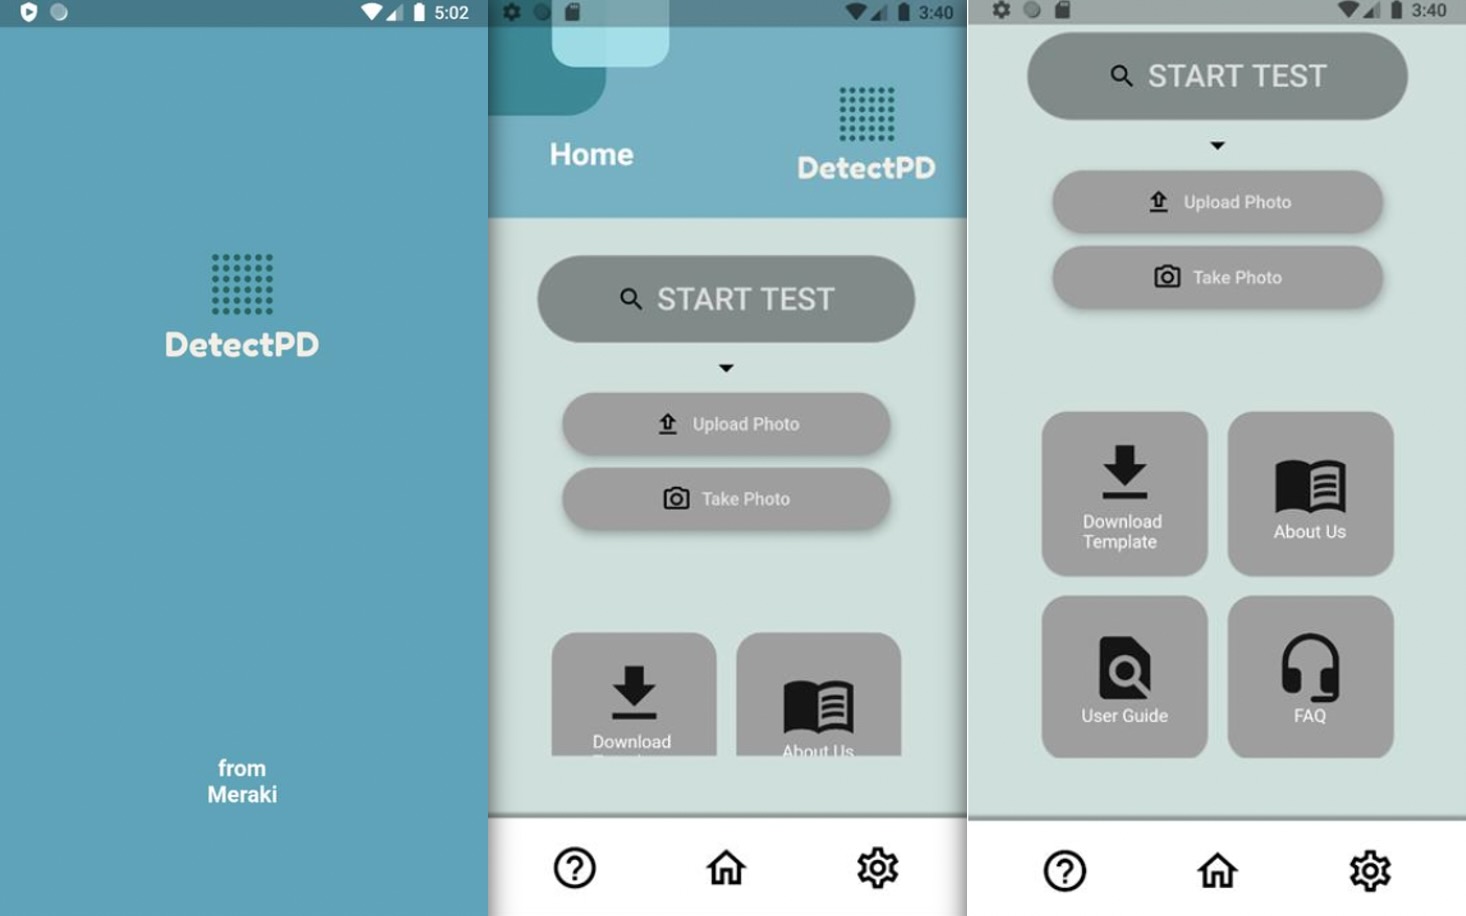 5:02
DetectPD
from
Meraki
3:40
Home
DetectPD
START TEST
Upload Photo
Take Photo
Download
About Us
3:40
START TEST
Upload Photo
Take Photo
Download
Template
About Us
User Guide
FAQ